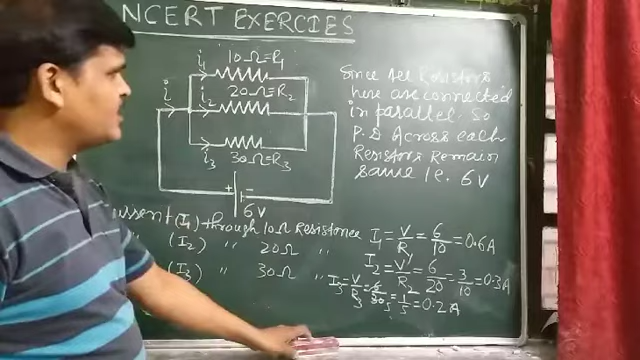 NCERT EXERCIES
i
i₁ 10Ω=R₁
i₂ 20Ω=R₂
i₃ 30Ω=R₃
+ −
6V
Since all Resistors
here are connected
in parallel. So
P.D Across each
Resistors Remain
same i.e. 6V
(I₁) through 10Ω Resistance
(I₂) " 20Ω "
(I₃) " 30Ω "
I₁ = V/R = 6/10 = 0.6A
I₂ = V/R₂ = 6/20 = 3/10 = 0.3A
I₃ = V/R₃ = 6/30 = 1/5 = 0.2A